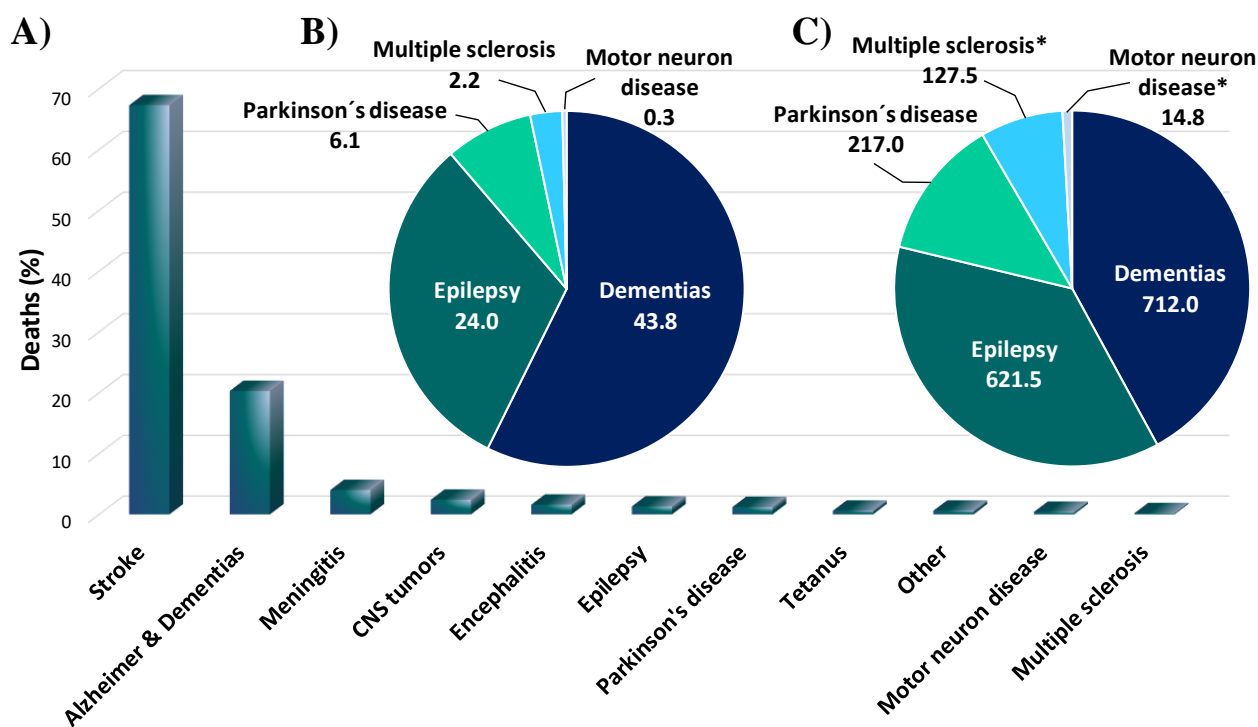 A)
B)
C)
Multiple sclerosis
2.2
Motor neuron
disease
0.3
Parkinson´s disease
6.1
Epilepsy
24.0
Dementias
43.8
Multiple sclerosis*
127.5
Motor neuron
disease*
14.8
Parkinson´s disease
217.0
Dementias
712.0
Epilepsy
621.5
Deaths (%)
70
60
50
40
30
20
10
0
Stroke
Alzheimer & Dementias
Meningitis
CNS tumors
Encephalitis
Epilepsy
Parkinson's disease
Tetanus
Other
Motor neuron disease
Multiple sclerosis